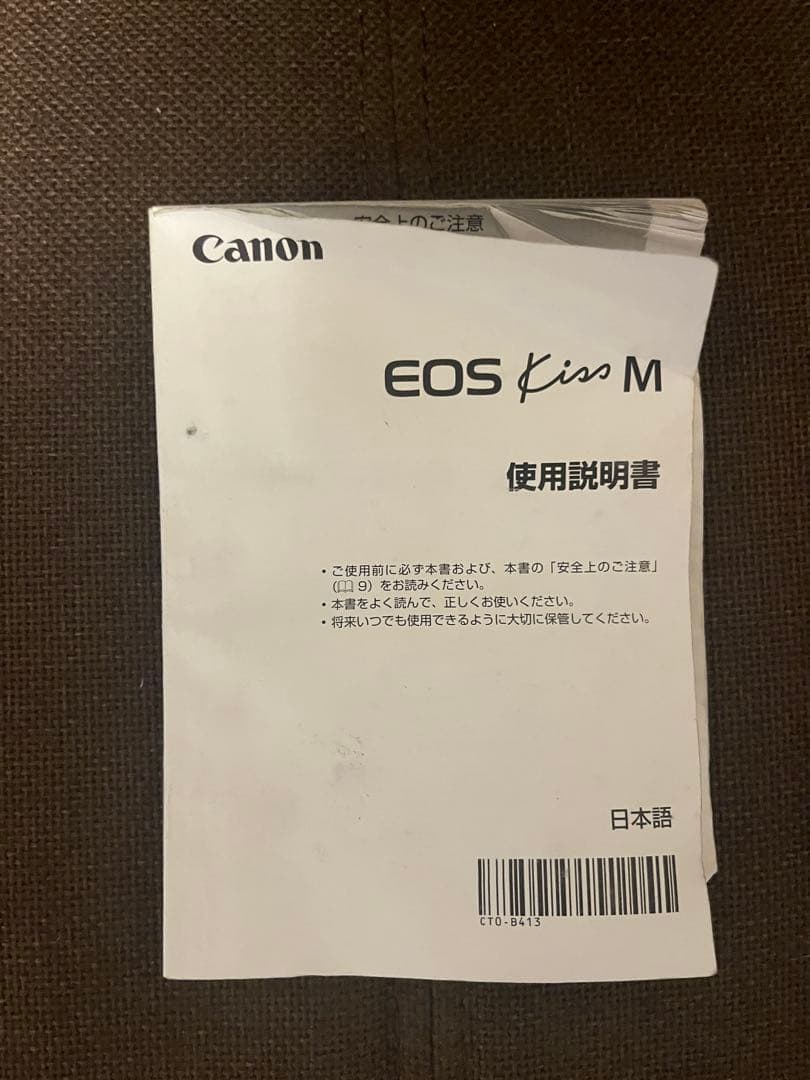 安全上のご注意
Canon
EOS Kiss M
使用説明書
・ご使用前に必ず本書および、本書の「安全上のご注意」
（📖 9）をお読みください。
・本書をよく読んで、正しくお使いください。
・将来いつでも使用できるように大切に保管してください。
日本語
CT0-B413